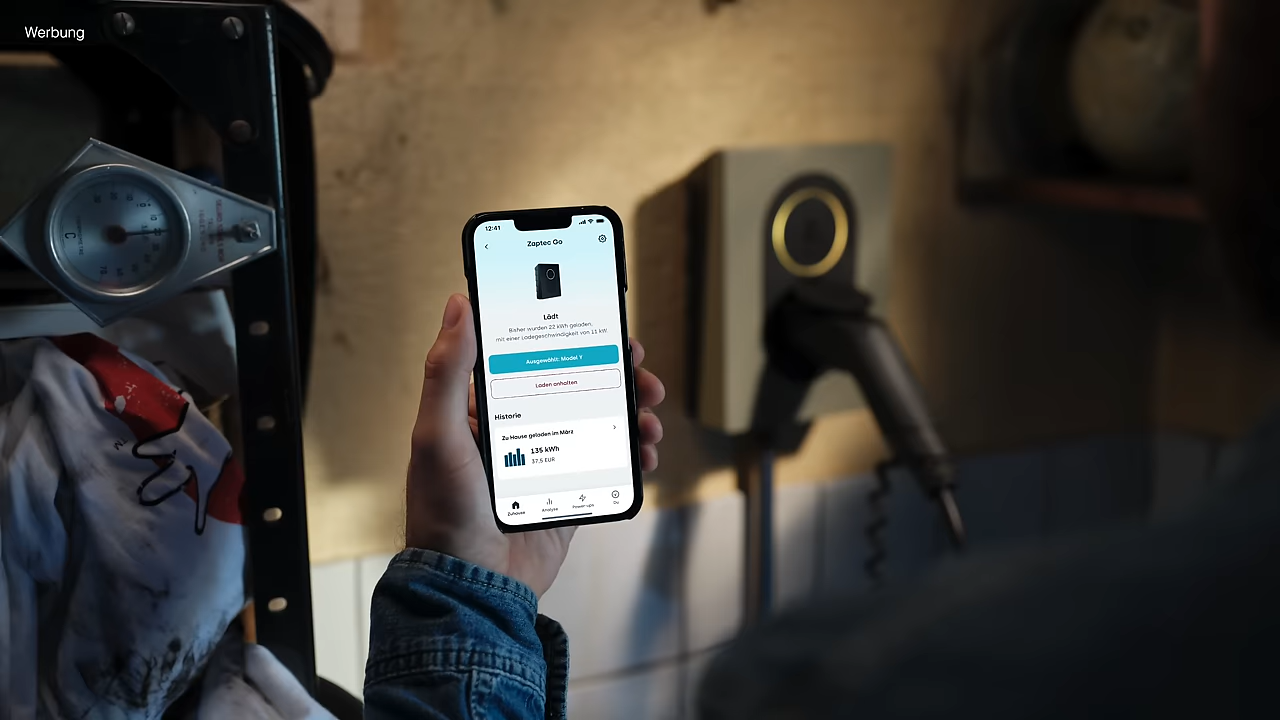 Werbung
12:41
Zaptec Go
Lädt
Bisher wurden 22 kWh geladen,
mit einer Ladegeschwindigkeit von 11 kW.
Ausgewählt: Model Y
Laden anhalten
Historie
Zu Hause geladen im März
135 kWh
37,5 EUR
Zuhause
Analyse
Power-ups
Du